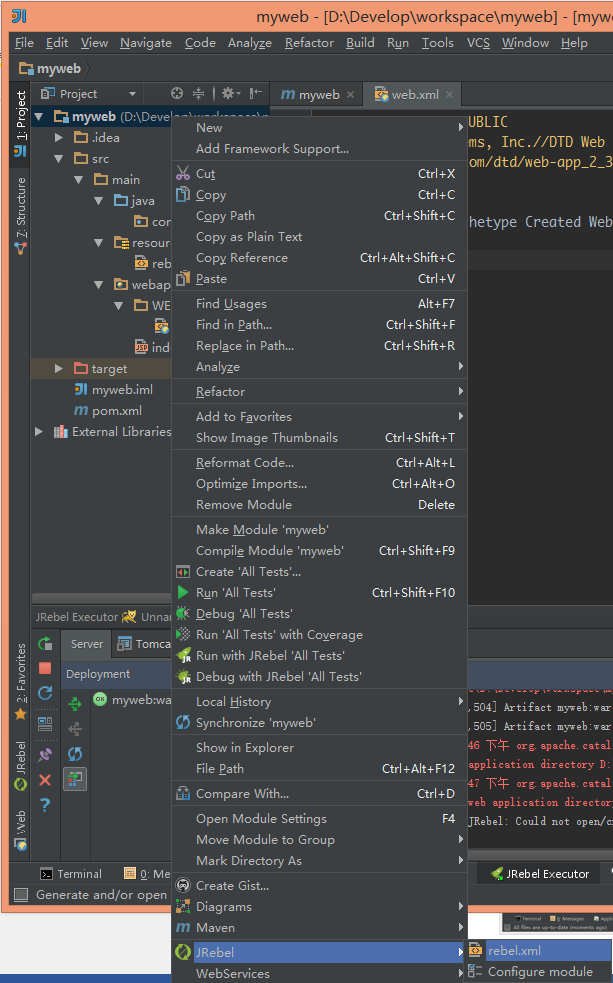 myweb - [D:\Develop\workspace\myweb] - [myw
File Edit View Navigate Code Analyze Refactor Build Run Tools VCS Window Help
myweb
Project
myweb
web.xml
1: Project
7: Structure
2: Favorites
JRebel
Web
myweb (D:\Develop\workspace\
.idea
src
main
java
com
resour
reb
webap
WE
inde
target
myweb.iml
pom.xml
External Libraries
PUBLIC
ms, Inc.//DTD Web
om/dtd/web-app_2_3
hetype Created Web
New
Add Framework Support...
Cut Ctrl+X
Copy Ctrl+C
Copy Path Ctrl+Shift+C
Copy as Plain Text
Copy Reference Ctrl+Alt+Shift+C
Paste Ctrl+V
Find Usages Alt+F7
Find in Path... Ctrl+Shift+F
Replace in Path... Ctrl+Shift+R
Analyze
Refactor
Add to Favorites
Show Image Thumbnails Ctrl+Shift+T
Reformat Code... Ctrl+Alt+L
Optimize Imports... Ctrl+Alt+O
Remove Module Delete
Make Module 'myweb'
Compile Module 'myweb' Ctrl+Shift+F9
Create 'All Tests'...
Run 'All Tests' Ctrl+Shift+F10
Debug 'All Tests'
Run 'All Tests' with Coverage
Run with JRebel 'All Tests'
Debug with JRebel 'All Tests'
Local History
Synchronize 'myweb'
Show in Explorer
File Path Ctrl+Alt+F12
Compare With... Ctrl+D
Open Module Settings F4
Move Module to Group
Mark Directory As
Create Gist...
Diagrams
Maven
JRebel
WebServices
rebel.xml
Configure module
JRebel Executor Unnar
Server
Tomca
Deployment
myweb:wa
\D:\Develop\workspace\m
,504] Artifact myweb:war
,505] Artifact myweb:war
46 下午 org.apache.catal
application directory D:
47 下午 org.apache.catal
web application directory
JRebel: Could not open/c
Terminal
0: Me
JRebel Executor
Generate and/or open
Terminal
0: Messages
All files are up-to-date (moments ago)